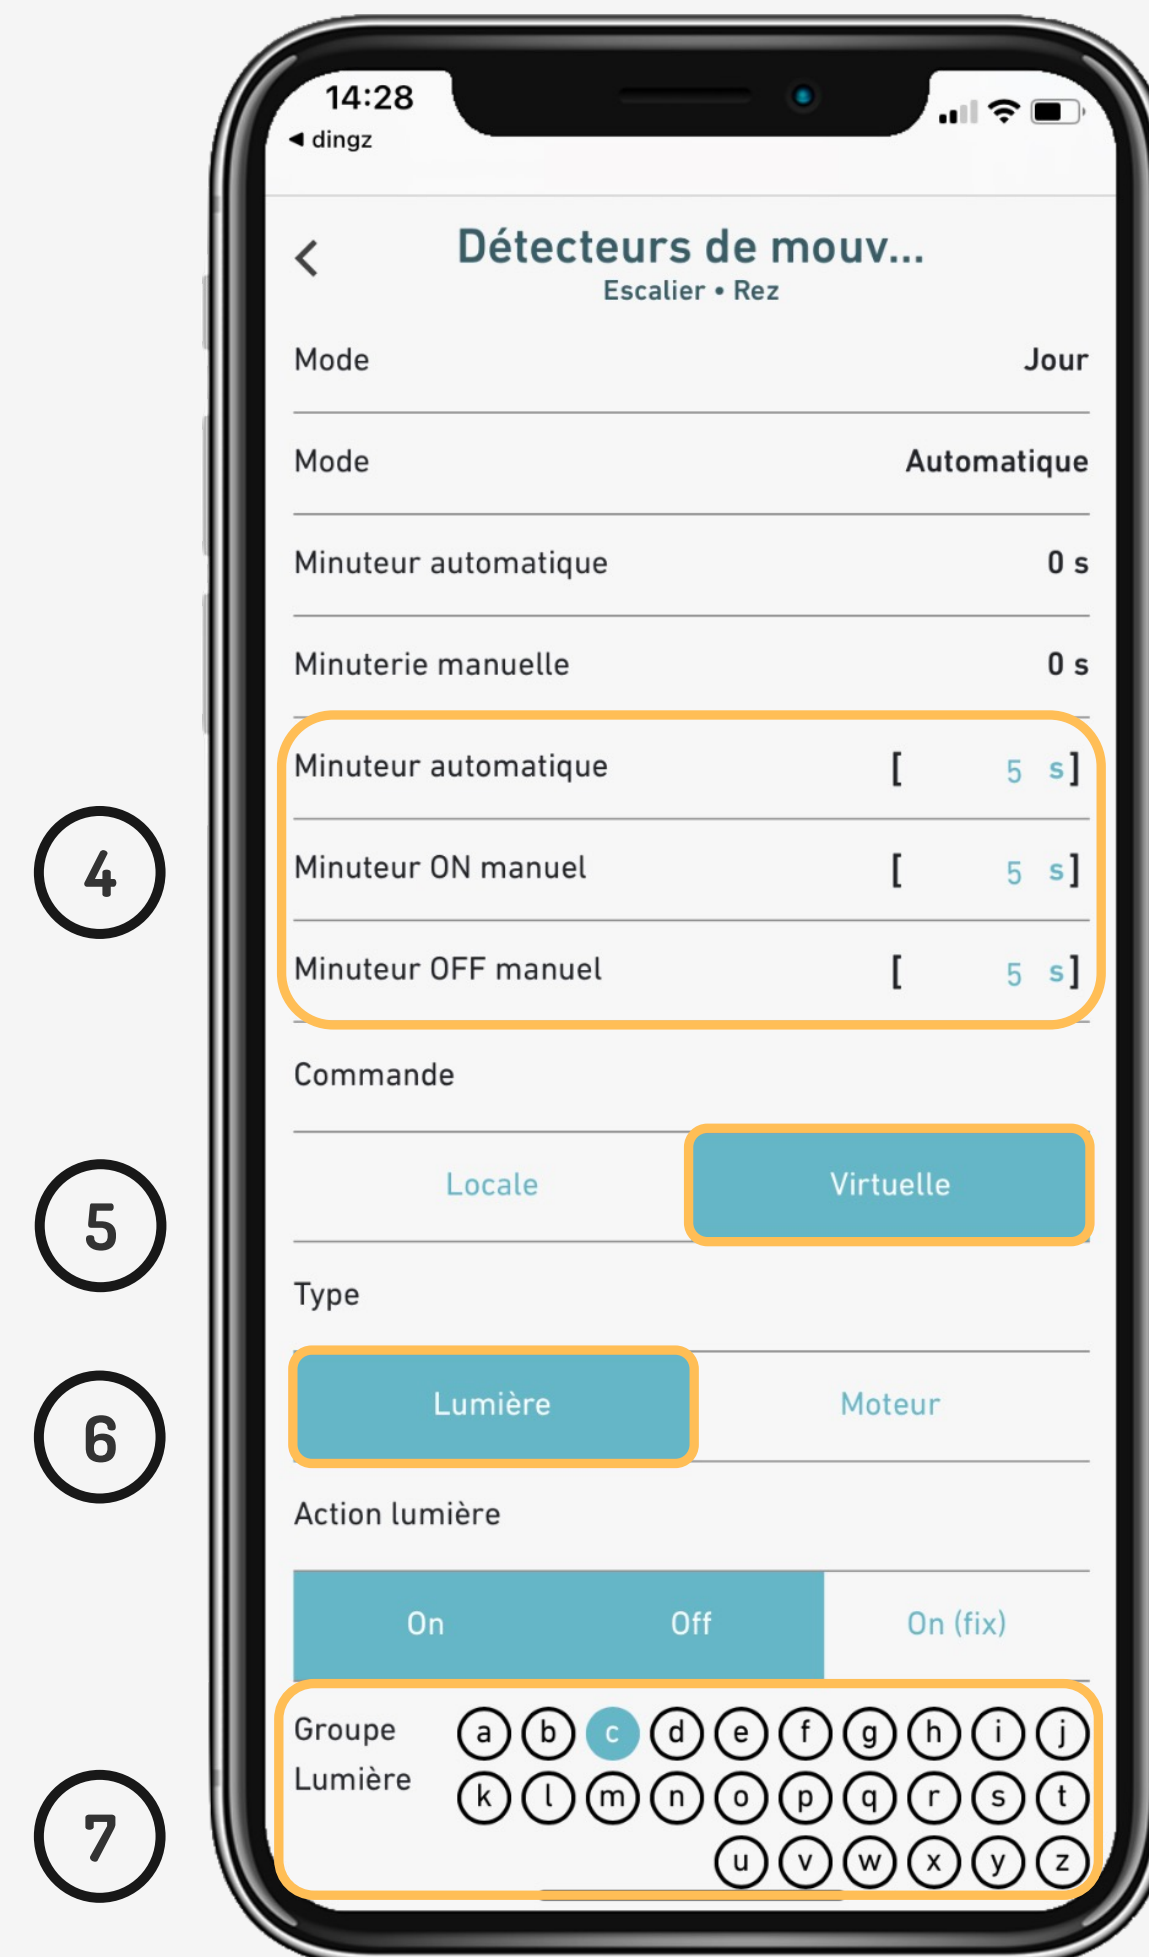 14:28
◀ dingz
Détecteurs de mouv...
Escalier • Rez
Mode Jour
Mode Automatique
Minuteur automatique 0 s
Minuterie manuelle 0 s
Minuteur automatique [ 5 s]
4
Minuteur ON manuel [ 5 s]
Minuteur OFF manuel [ 5 s]
Commande
5
Locale Virtuelle
Type
6
Lumière Moteur
Action lumière
On Off On (fix)
Groupe a b c d e f g h i j
Lumière k l m n o p q r s t
7
u v w x y z